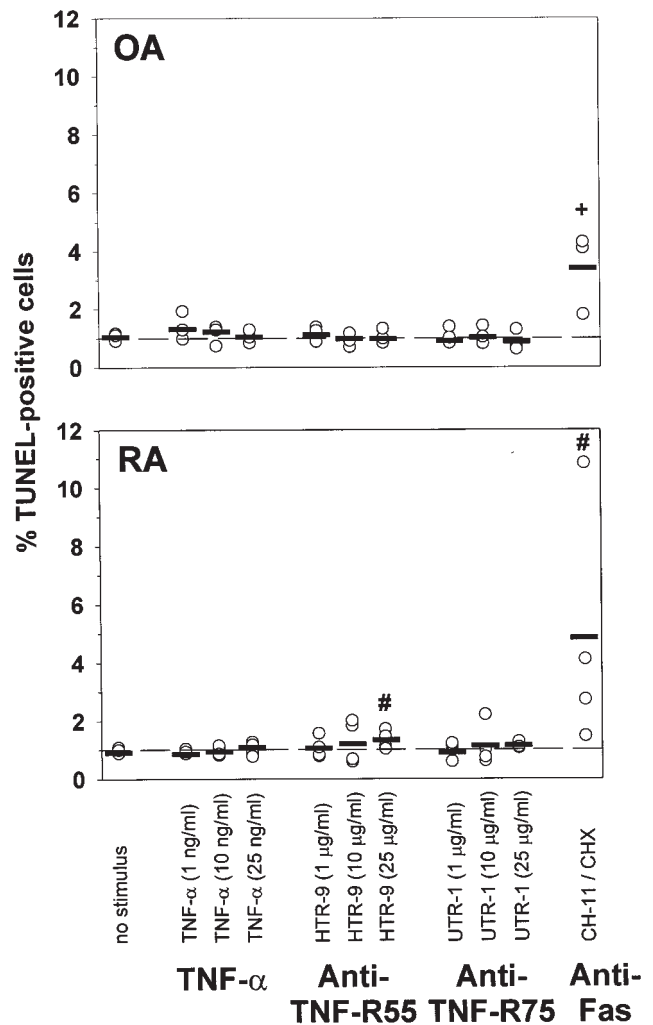 % TUNEL-positive cells
12
10
8
6
4
2
0
OA
+
12
10
8
6
4
2
0
RA
#
#
no stimulus
TNF-α (1 ng/ml)
TNF-α (10 ng/ml)
TNF-α (25 ng/ml)
HTR-9 (1 μg/ml)
HTR-9 (10 μg/ml)
HTR-9 (25 μg/ml)
UTR-1 (1 μg/ml)
UTR-1 (10 μg/ml)
UTR-1 (25 μg/ml)
CH-11 / CHX
TNF-α
Anti-
TNF-R55
Anti-
TNF-R75
Anti-
Fas